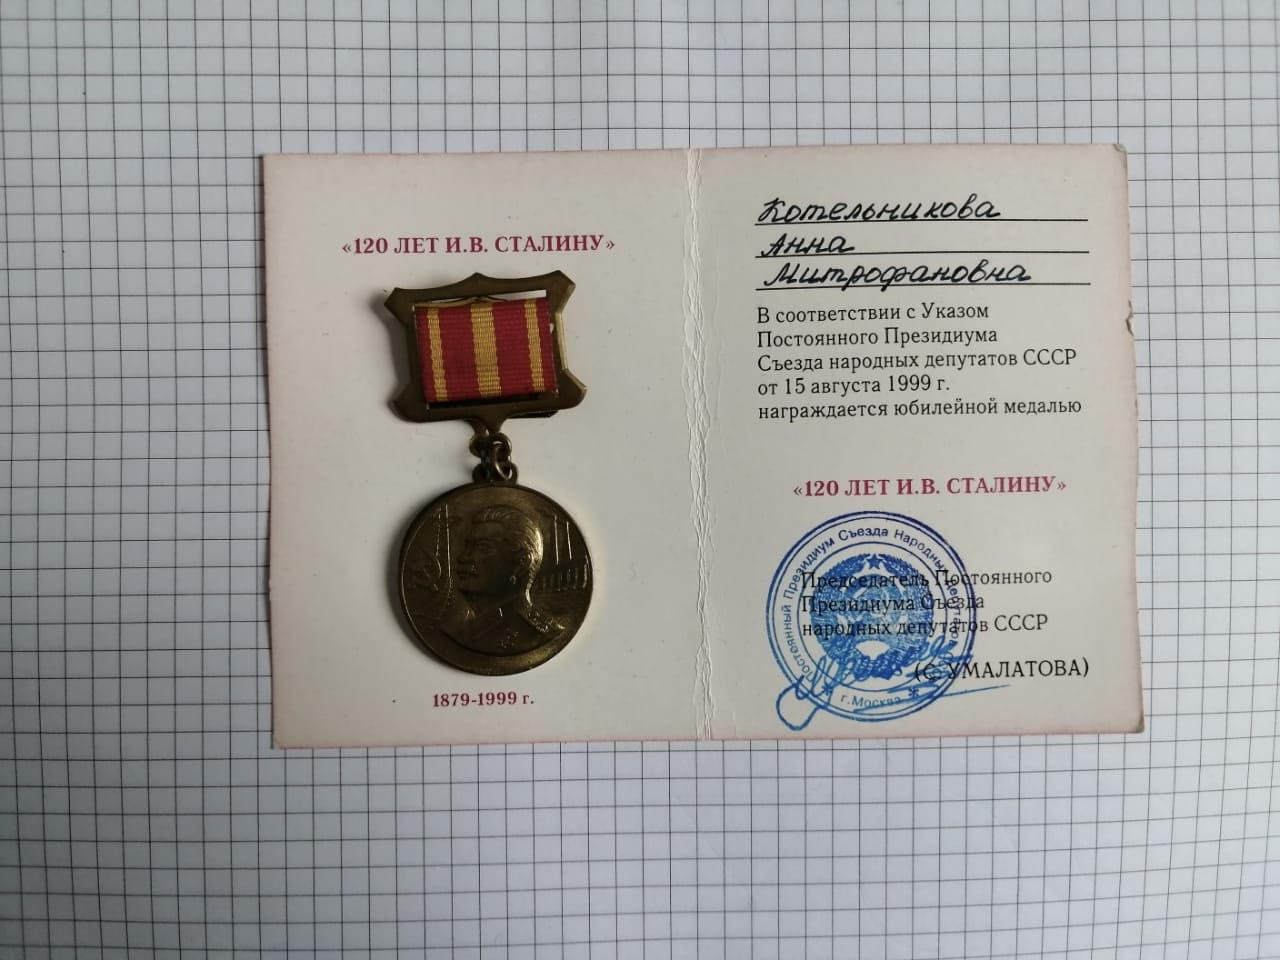 «120 ЛЕТ И.В. СТАЛИНУ»
1879-1999 г.
Котельникова
Анна
Митрофановна
В соответствии с Указом
Постоянного Президиума
Съезда народных депутатов СССР
от 15 августа 1999 г.
награждается юбилейной медалью
«120 ЛЕТ И.В. СТАЛИНУ»
Председатель Постоянного
Президиума Съезда
народных депутатов СССР
(С. УМАЛАТОВА)
Постоянный Президиум Съезда Народных Депутатов
г. Москва